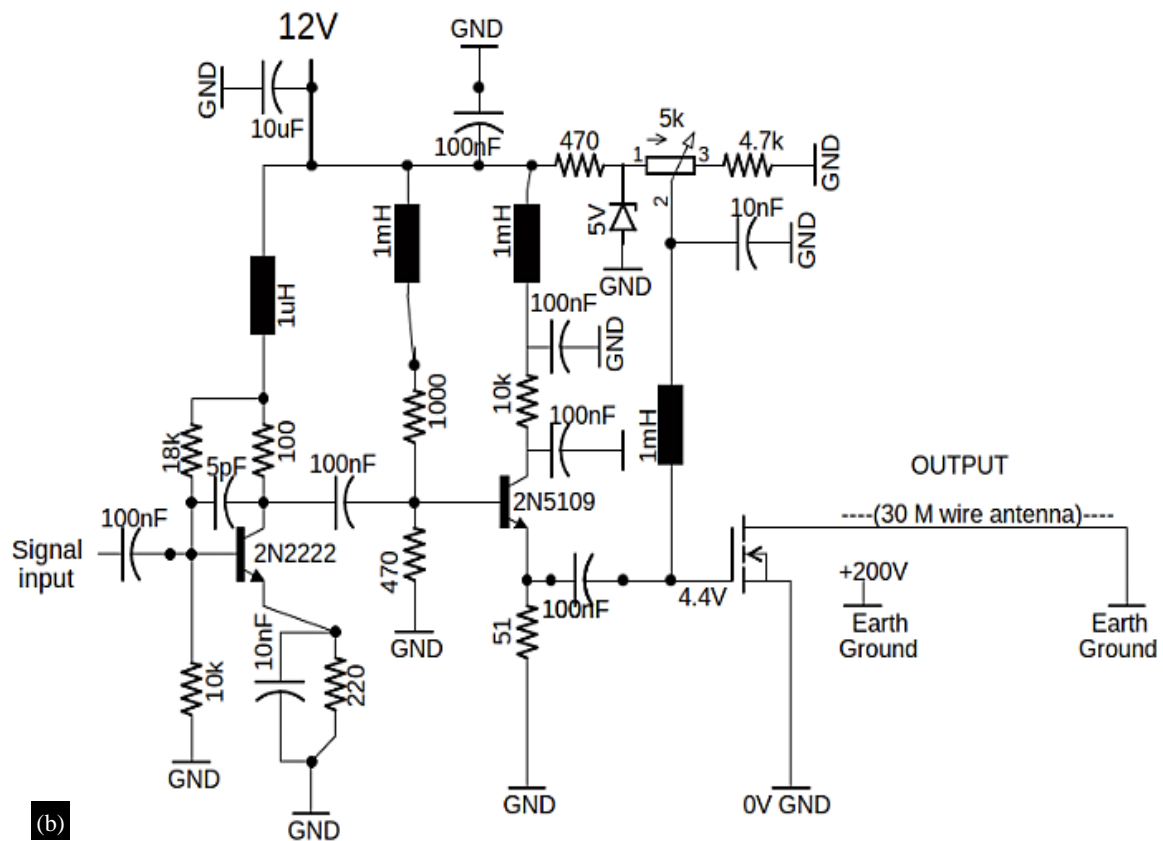 12V
GND
GND
10uF
100nF
470
5k
1
3
4.7k
GND
1mH
1mH
5V
2
10nF
GND
GND
1uH
100nF
GND
18k
100
1000
10k
100nF
1mH
5pF
100nF
2N5109
OUTPUT
----(30 M wire antenna)----
100nF
Signal
input
2N2222
470
100nF
4.4V
+200V
Earth
Ground
Earth
Ground
10k
10nF
220
GND
51
GND
GND
GND
0V GND
(b)